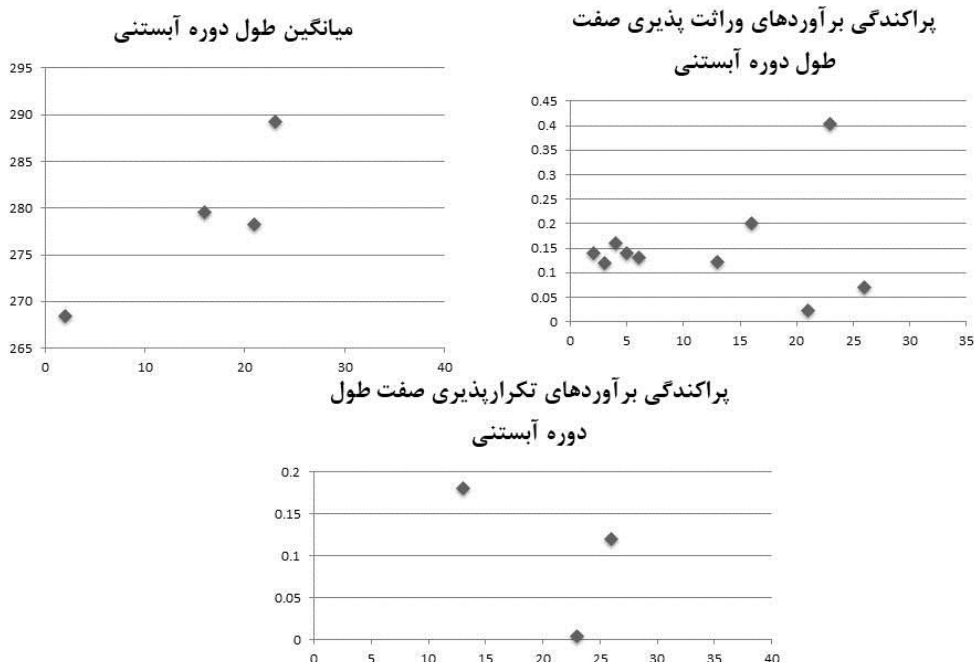 میانگین طول دوره آبستنی
295
290
285
280
275
270
265
0 10 20 30 40
پراکندگی برآوردهای وراثت پذیری صفت
طول دوره آبستنی
0.45
0.4
0.35
0.3
0.25
0.2
0.15
0.1
0.05
0
0 5 10 15 20 25 30 35
پراکندگی برآوردهای تکرارپذیری صفت طول
دوره آبستنی
0.2
0.15
0.1
0.05
0
0 5 10 15 20 25 30 35 40